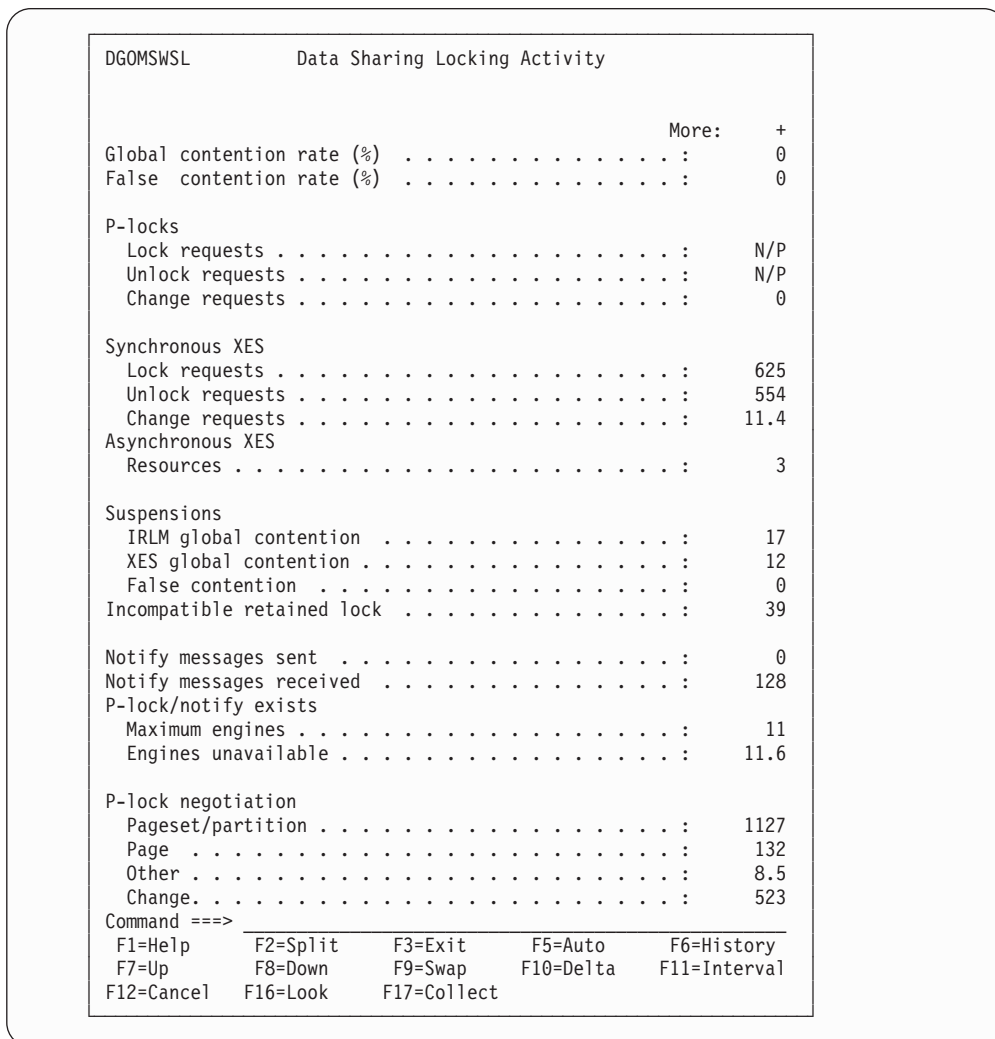 DGOMSWSL Data Sharing Locking Activity
More: +
Global contention rate (%) . . . . . . . . . . . . . : 0
False contention rate (%) . . . . . . . . . . . . . : 0
P-locks
Lock requests . . . . . . . . . . . . . . . . . . . : N/P
Unlock requests . . . . . . . . . . . . . . . . . . : N/P
Change requests . . . . . . . . . . . . . . . . . . : 0
Synchronous XES
Lock requests . . . . . . . . . . . . . . . . . . . : 625
Unlock requests . . . . . . . . . . . . . . . . . . : 554
Change requests . . . . . . . . . . . . . . . . . . : 11.4
Asynchronous XES
Resources . . . . . . . . . . . . . . . . . . . . . : 3
Suspensions
IRLM global contention . . . . . . . . . . . . . . : 17
XES global contention . . . . . . . . . . . . . . . : 12
False contention . . . . . . . . . . . . . . . . . : 0
Incompatible retained lock . . . . . . . . . . . . . : 39
Notify messages sent . . . . . . . . . . . . . . . . : 0
Notify messages received . . . . . . . . . . . . . . : 128
P-lock/notify exists
Maximum engines . . . . . . . . . . . . . . . . . . : 11
Engines unavailable . . . . . . . . . . . . . . . . : 11.6
P-lock negotiation
Pageset/partition . . . . . . . . . . . . . . . . . : 1127
Page . . . . . . . . . . . . . . . . . . . . . . . : 132
Other . . . . . . . . . . . . . . . . . . . . . . . : 8.5
Change. . . . . . . . . . . . . . . . . . . . . . . : 523
Command ===>
F1=Help F2=Split F3=Exit F5=Auto F6=History
F7=Up F8=Down F9=Swap F10=Delta F11=Interval
F12=Cancel F16=Look F17=Collect